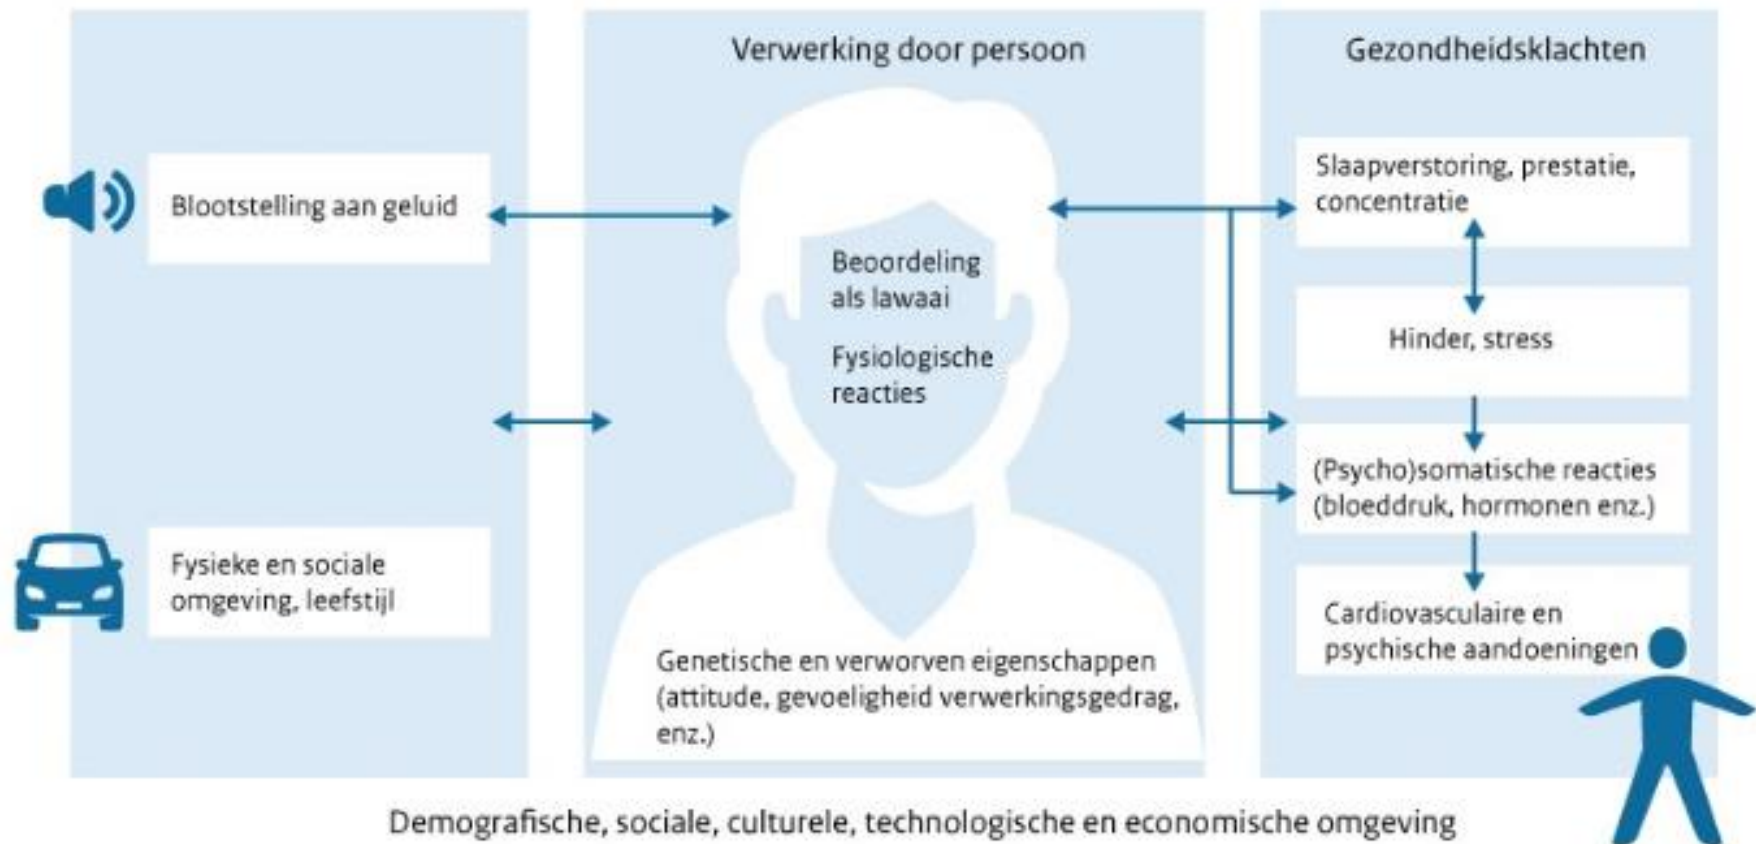 Blootstelling aan geluid
Fysieke en sociale
omgeving, leefstijl
Verwerking door persoon
Beoordeling
als lawaai
Fysiologische
reacties
Genetische en verworven eigenschappen
(attitude, gevoeligheid verwerkingsgedrag,
enz.)
Gezondheidsklachten
Slaapverstoring, prestatie,
concentratie
Hinder, stress
(Psycho)somatische reacties
(bloeddruk, hormonen enz.)
Cardiovasculaire en
psychische aandoeningen
Demografische, sociale, culturele, technologische en economische omgeving